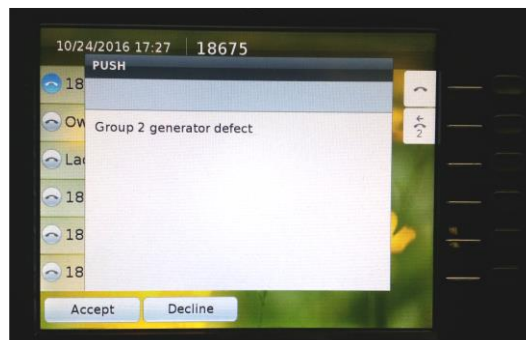 10/24/2016 17:27 18675
PUSH
18
Ow
Group 2 generator defect
Lad
18
18
18
2
Accept Decline